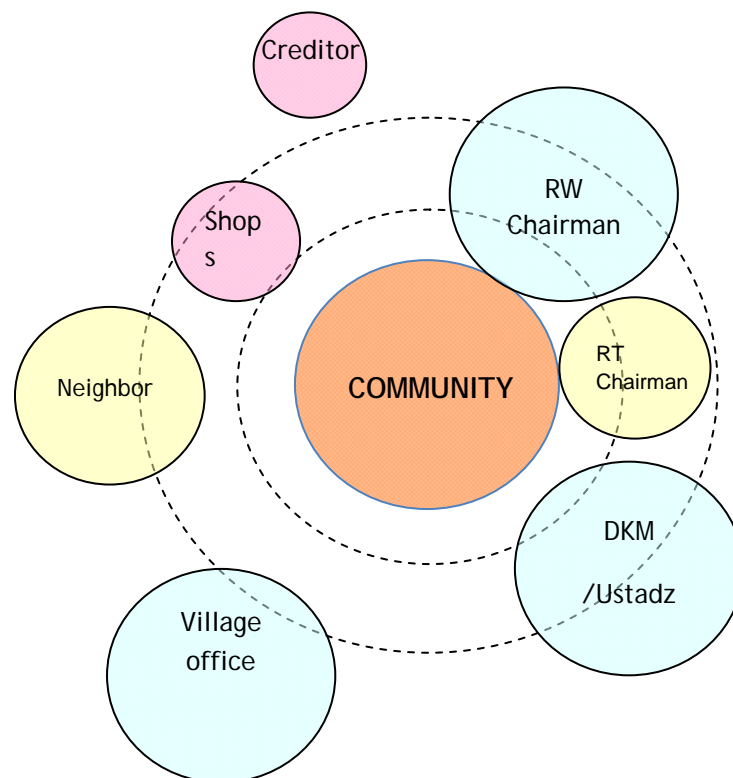 Creditor
RW
Chairman
Shop
s
RT
Chairman
Neighbor
COMMUNITY
DKM
/Ustadz
Village
office